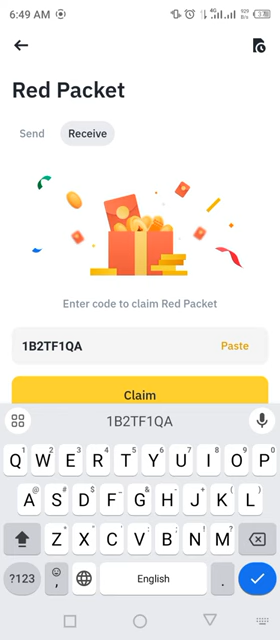 6:49 AM
Red Packet
Send Receive
Enter code to claim Red Packet
1B2TF1QA Paste
Claim
1B2TF1QA
Q W E R T Y U I O P
A S D F G H J K L
Z X C V B N M
?123 , English .